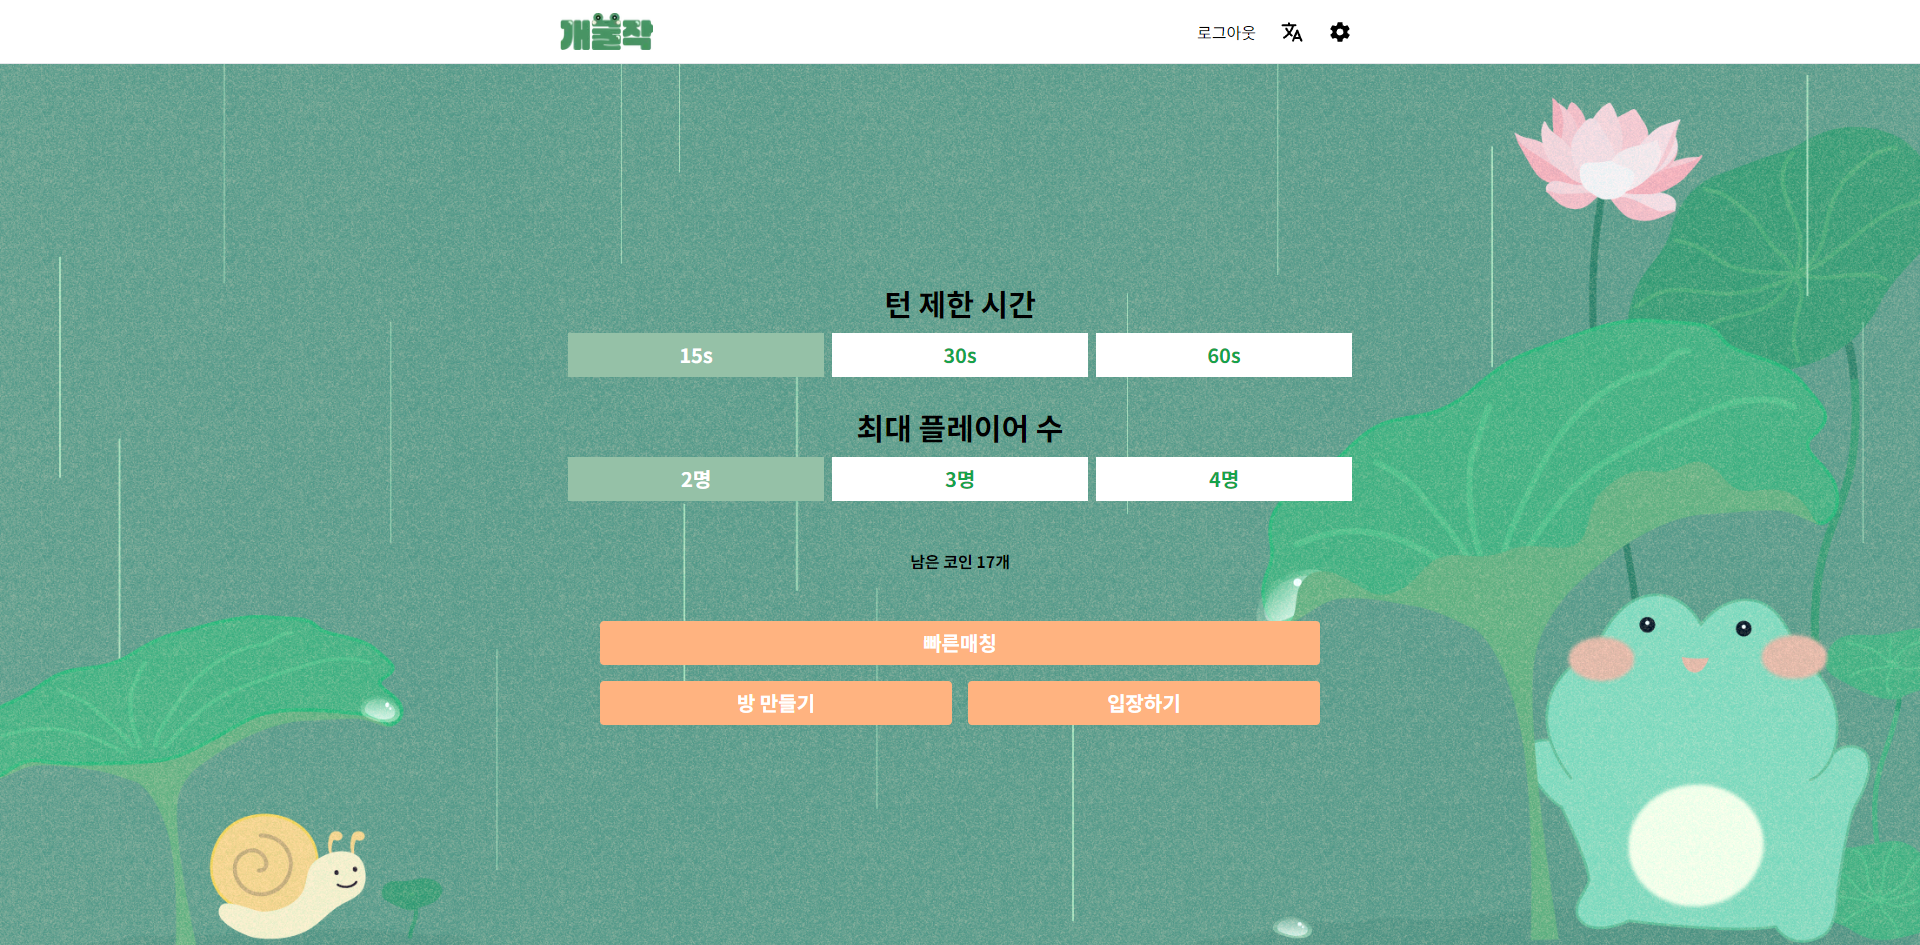 개굴작
로그아웃
턴 제한 시간
15s
30s
60s
최대 플레이어 수
2명
3명
4명
남은 코인 17개
빠른매칭
방 만들기
입장하기